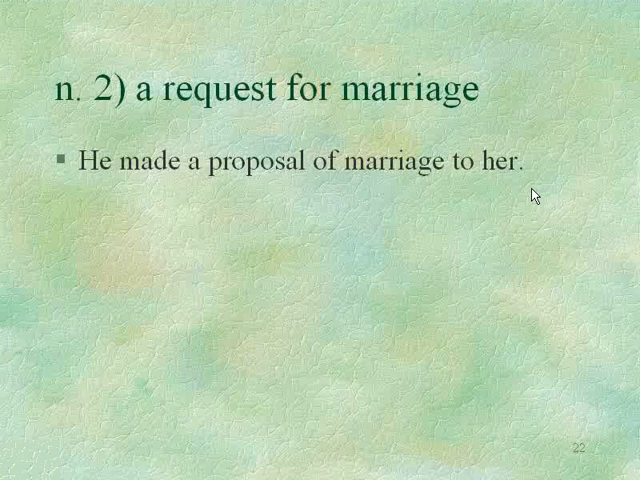 n. 2) a request for marriage
He made a proposal of marriage to her.
22